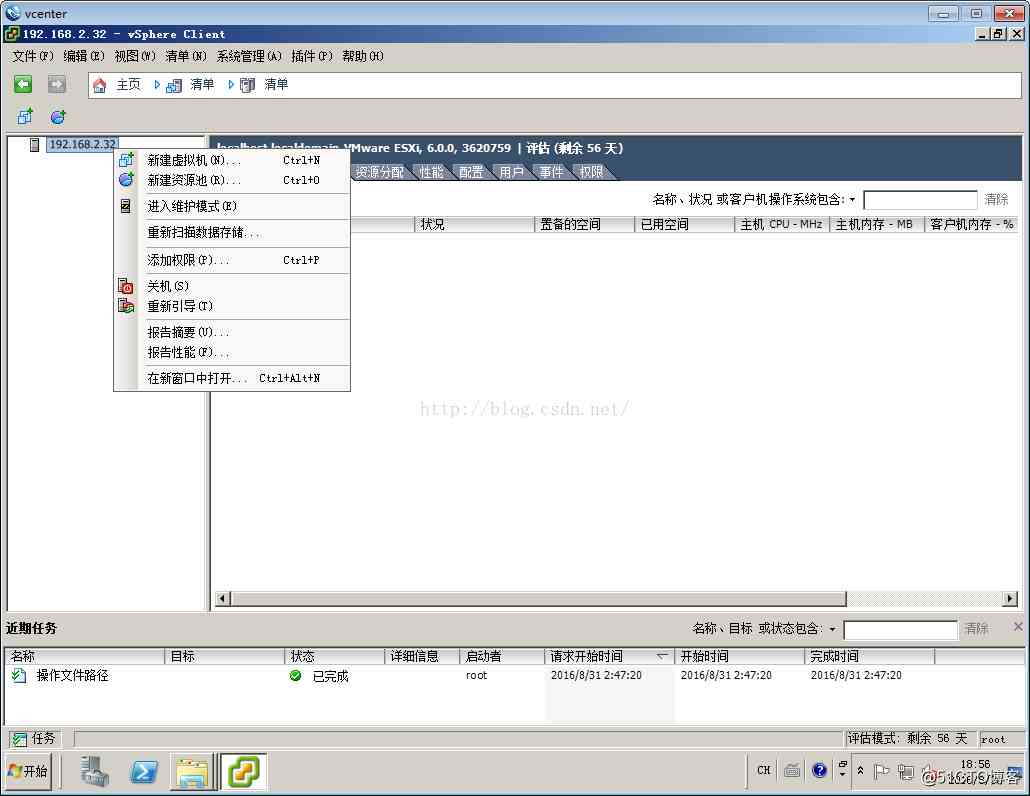 vcenter
192.168.2.32 - vSphere Client
文件(F) 编辑(E) 视图(W) 清单(N) 系统管理(A) 插件(P) 帮助(H)
主页 清单 清单
192.168.2.32
localhost.localdomain VMware ESXi, 6.0.0, 3620759 | 评估 (剩余 56 天)
资源分配 性能 配置 用户 事件 权限
名称、状况 或客户机操作系统包含: 清除
状况 置备的空间 已用空间 主机 CPU - MHz 主机内存 - MB 客户机内存 - %
新建虚拟机(N)... Ctrl+N
新建资源池(R)... Ctrl+O
进入维护模式(E)
重新扫描数据存储...
添加权限(P)... Ctrl+P
关机(S)
重新引导(T)
报告摘要(U)...
报告性能(F)...
在新窗口中打开... Ctrl+Alt+N
http://blog.csdn.net/
近期任务 名称、目标 或状态包含: 清除
名称 目标 状态 详细信息 启动者 请求开始时间 开始时间 完成时间
操作文件路径 已完成 root 2016/8/31 2:47:20 2016/8/31 2:47:20 2016/8/31 2:47:20
任务 评估模式: 剩余 56 天 root
开始 CH 18:56
@51CTO博客